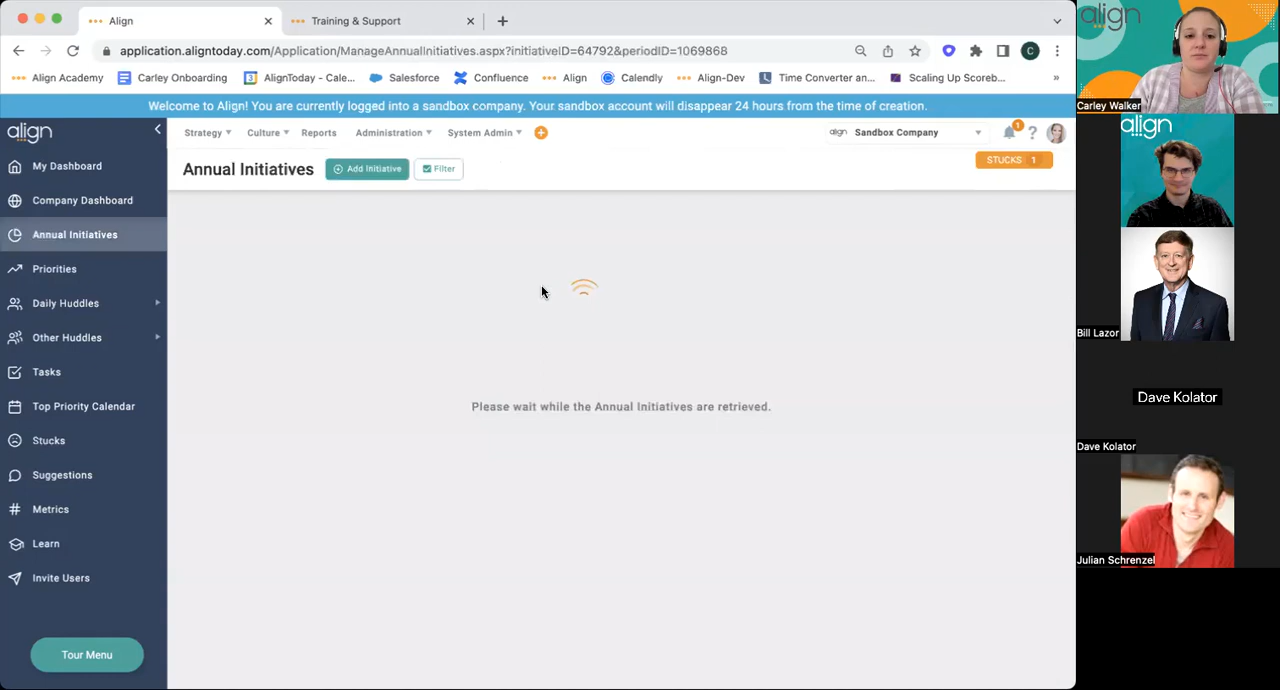 Align
Training & Support
application.aligntoday.com/Application/ManageAnnualInitiatives.aspx?initiativeID=64792&periodID=1069868
C
Align Academy
Carley Onboarding
AlignToday - Cale...
Salesforce
Confluence
Align
Calendly
Align-Dev
Time Converter an...
Scaling Up Scoreb...
»
Welcome to Align! You are currently logged into a sandbox company. Your sandbox account will disappear 24 hours from the time of creation.
align
Strategy
Culture
Reports
Administration
System Admin
align Sandbox Company
1
?
Annual Initiatives
Add Initiative
Filter
STUCKS 1
My Dashboard
Company Dashboard
Annual Initiatives
Priorities
Daily Huddles
Other Huddles
Tasks
Top Priority Calendar
Stucks
Suggestions
Metrics
Learn
Invite Users
Tour Menu
Please wait while the Annual Initiatives are retrieved.
align
Carley Walker
align
Bill Lazor
Dave Kolator
Dave Kolator
Julian Schrenzel